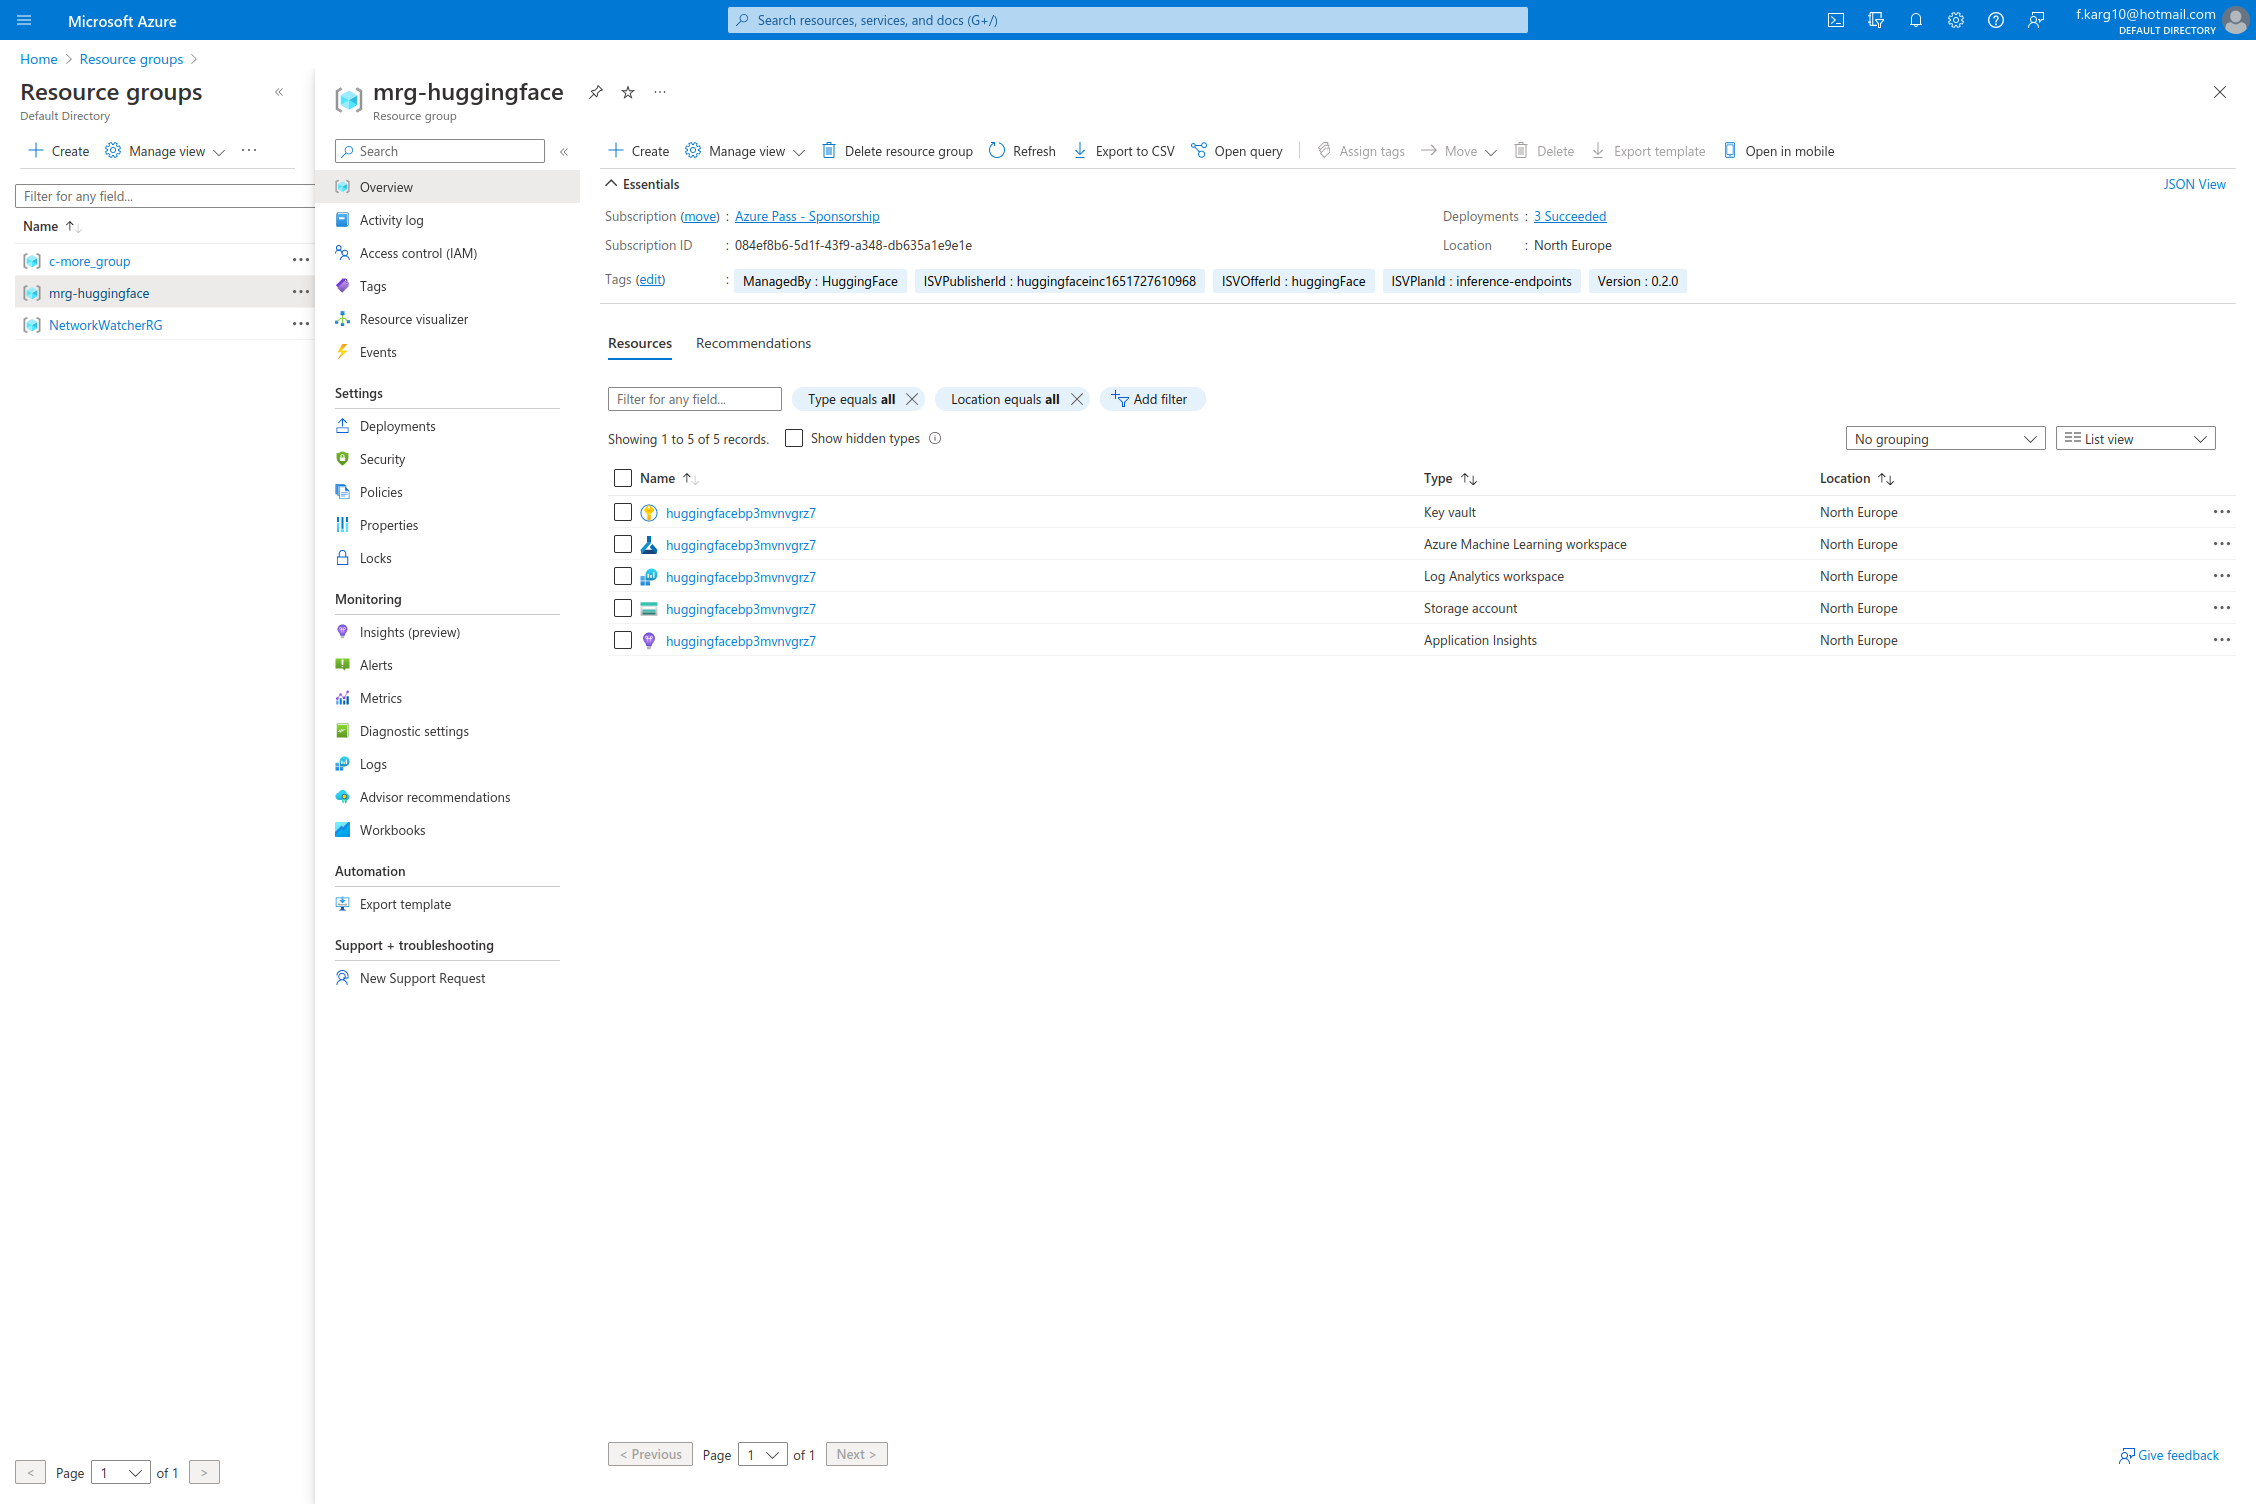 Microsoft Azure
Search resources, services, and docs (G+/)
f.karg10@hotmail.com
DEFAULT DIRECTORY
Home > Resource groups >
Resource groups
Default Directory
Create
Manage view
Filter for any field...
Name
c-more_group
mrg-huggingface
NetworkWatcherRG
< Page 1 of 1 >
mrg-huggingface
Resource group
Search
Overview
Activity log
Access control (IAM)
Tags
Resource visualizer
Events
Settings
Deployments
Security
Policies
Properties
Locks
Monitoring
Insights (preview)
Alerts
Metrics
Diagnostic settings
Logs
Advisor recommendations
Workbooks
Automation
Export template
Support + troubleshooting
New Support Request
Create Manage view Delete resource group Refresh Export to CSV Open query Assign tags Move Delete Export template Open in mobile
Essentials
JSON View
Subscription (move) : Azure Pass - Sponsorship
Deployments : 3 Succeeded
Subscription ID : 084ef8b6-5d1f-43f9-a348-db635a1e9e1e
Location : North Europe
Tags (edit) : ManagedBy : HuggingFace ISVPublisherId : huggingfaceinc1651727610968 ISVOfferId : huggingFace ISVPlanId : inference-endpoints Version : 0.2.0
Resources Recommendations
Filter for any field... Type equals all Location equals all Add filter
Showing 1 to 5 of 5 records. Show hidden types
No grouping List view
Name Type Location
huggingfacebp3mvnvgrz7 Key vault North Europe
huggingfacebp3mvnvgrz7 Azure Machine Learning workspace North Europe
huggingfacebp3mvnvgrz7 Log Analytics workspace North Europe
huggingfacebp3mvnvgrz7 Storage account North Europe
huggingfacebp3mvnvgrz7 Application Insights North Europe
< Previous Page 1 of 1 Next >
Give feedback